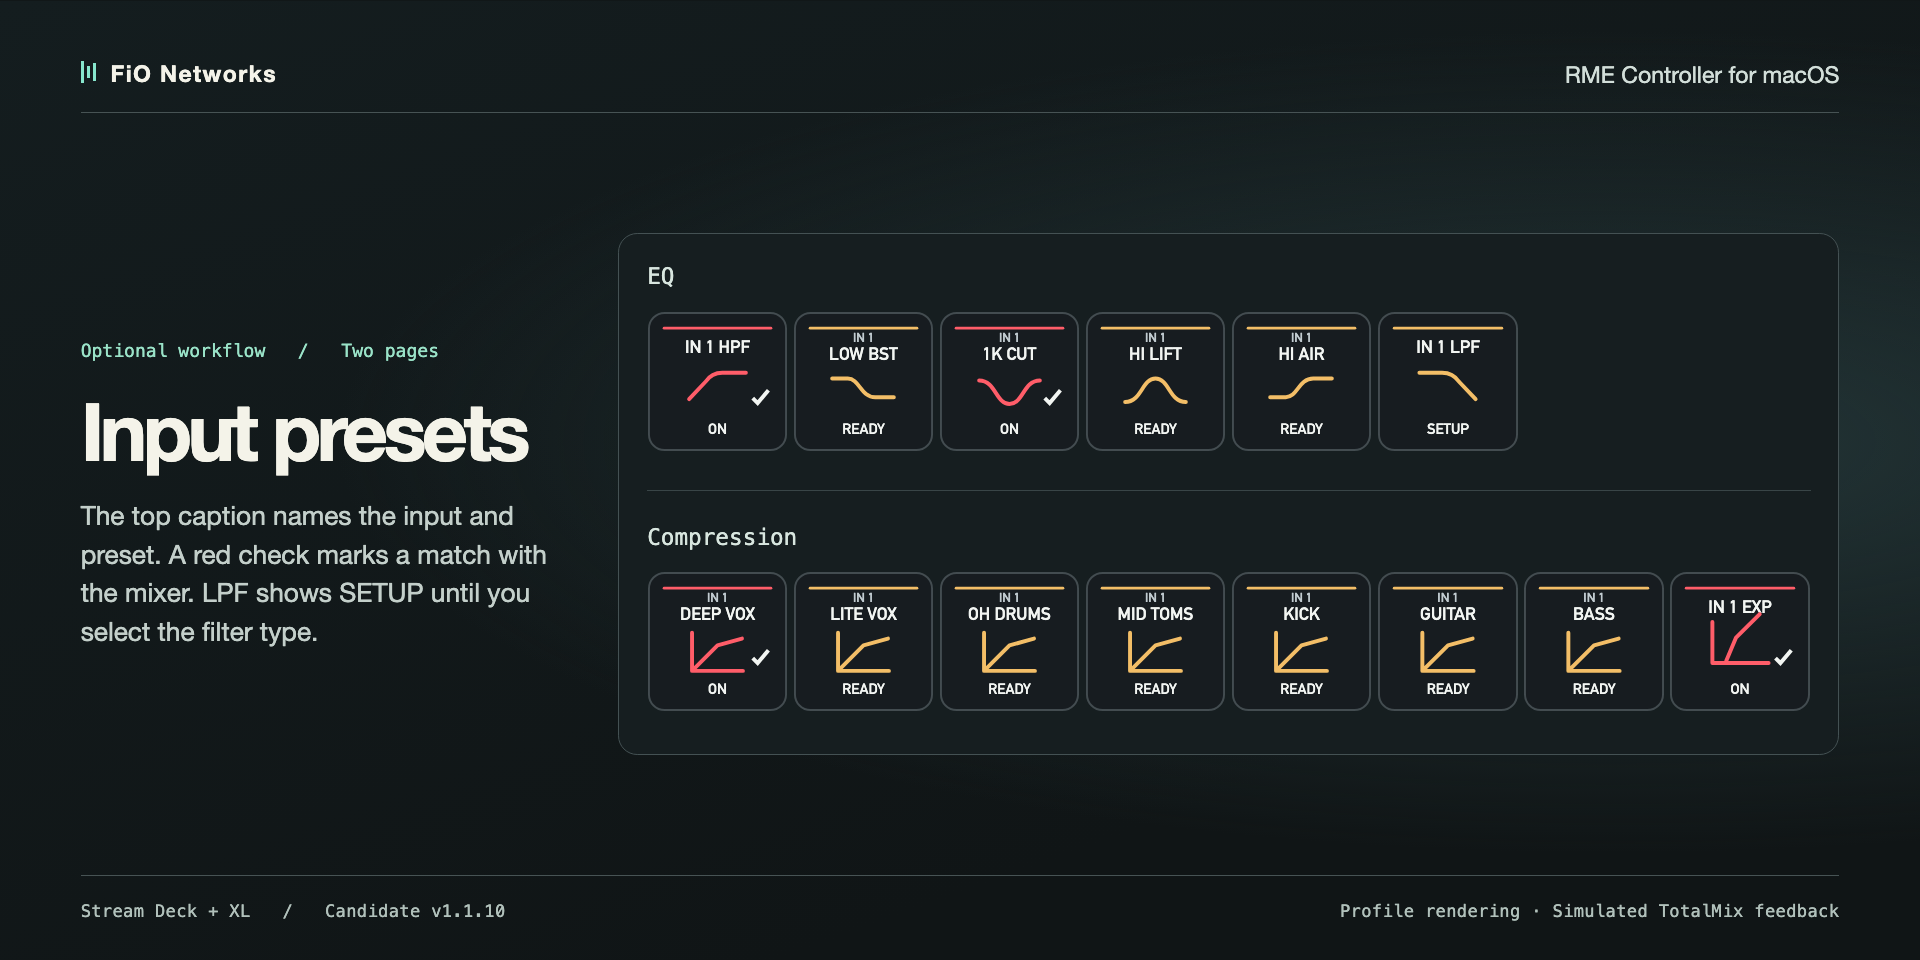 FiO Networks
RME Controller for macOS
Optional workflow / Two pages
Input presets
The top caption names the input and
preset. A red check marks a match with
the mixer. LPF shows SETUP until you
select the filter type.
EQ
IN 1 HPF
ON
IN 1
LOW BST
READY
IN 1
1K CUT
ON
IN 1
HI LIFT
READY
IN 1
HI AIR
READY
IN 1 LPF
SETUP
Compression
IN 1
DEEP VOX
ON
IN 1
LITE VOX
READY
IN 1
OH DRUMS
READY
IN 1
MID TOMS
READY
IN 1
KICK
READY
IN 1
GUITAR
READY
IN 1
BASS
READY
IN 1 EXP
ON
Stream Deck + XL / Candidate v1.1.10
Profile rendering · Simulated TotalMix feedback